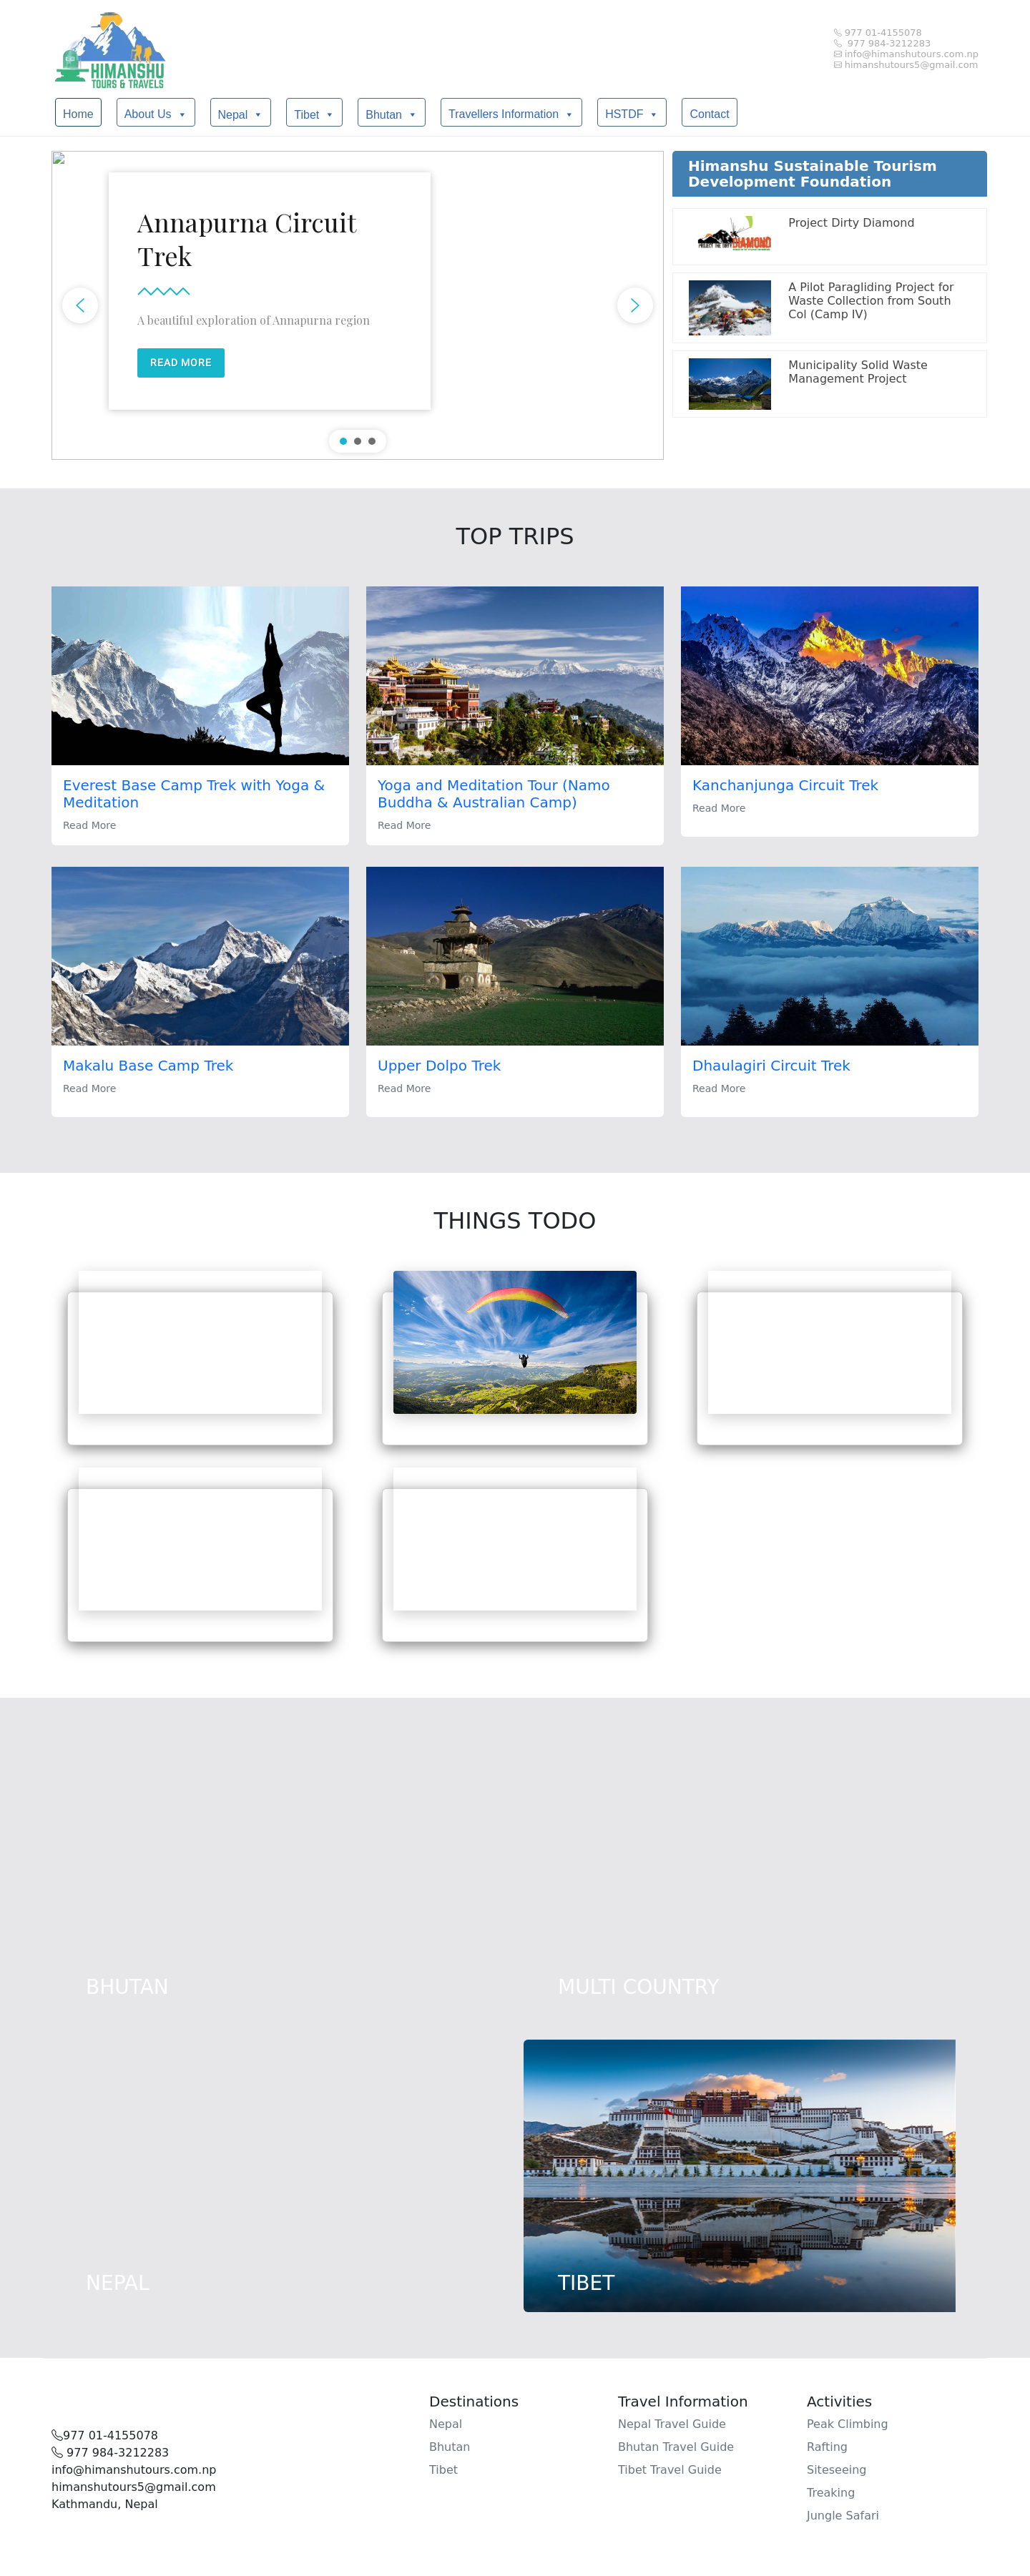 HIMANSHU
TOURS & TRAVELS
977 01-4155078
977 984-3212283
info@himanshutours.com.np
himanshutours5@gmail.com
Home
About Us
Nepal
Tibet
Bhutan
Travellers Information
HSTDF
Contact
Annapurna Circuit
Trek
A beautiful exploration of Annapurna region
READ MORE
Himanshu Sustainable Tourism
Development Foundation
Project Dirty Diamond
A Pilot Paragliding Project for
Waste Collection from South
Col (Camp IV)
Municipality Solid Waste
Management Project
TOP TRIPS
Everest Base Camp Trek with Yoga &
Meditation
Read More
Yoga and Meditation Tour (Namo
Buddha & Australian Camp)
Read More
Kanchanjunga Circuit Trek
Read More
Makalu Base Camp Trek
Read More
Upper Dolpo Trek
Read More
Dhaulagiri Circuit Trek
Read More
THINGS TODO
BHUTAN
MULTI COUNTRY
NEPAL
TIBET
977 01-4155078
977 984-3212283
info@himanshutours.com.np
himanshutours5@gmail.com
Kathmandu, Nepal
Destinations
Nepal
Bhutan
Tibet
Travel Information
Nepal Travel Guide
Bhutan Travel Guide
Tibet Travel Guide
Activities
Peak Climbing
Rafting
Siteseeing
Treaking
Jungle Safari